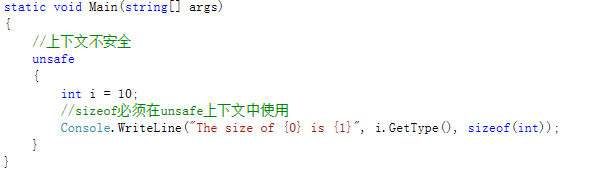 static void Main(string[] args)
{
    //上下文不安全
    unsafe
    {
        int i = 10;
        //sizeof必须在unsafe上下文中使用
        Console.WriteLine("The size of {0} is {1}", i.GetType(), sizeof(int));
    }
}